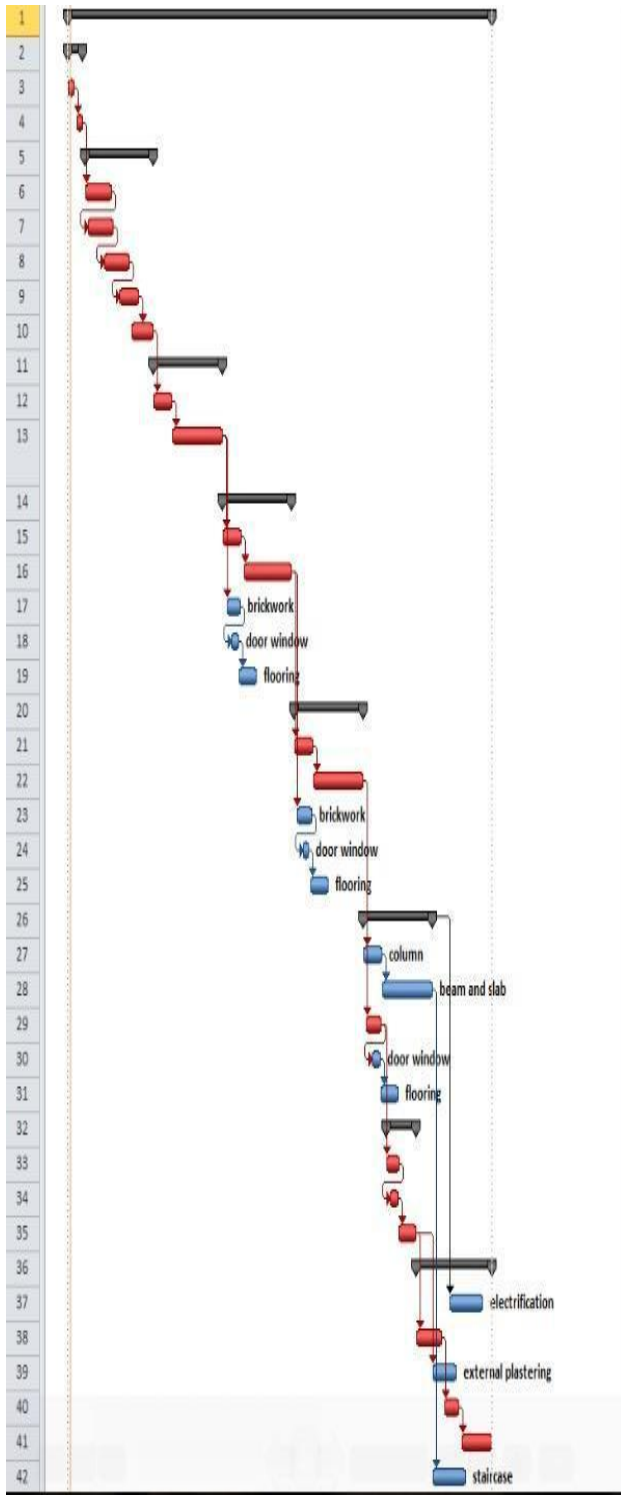 1
2
3
4
5
6
7
8
9
10
11
12
13
14
15
16
17 brickwork
18 door window
19 flooring
20
21
22
23 brickwork
24 door window
25 flooring
26
27 column
28 beam and slab
29
30 door window
31 flooring
32
33
34
35
36
37 electrification
38
39 external plastering
40
41
42 staircase